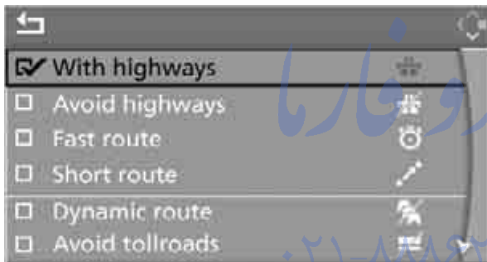 With highways
Avoid highways
Fast route
Short route
Dynamic route
Avoid tollroads